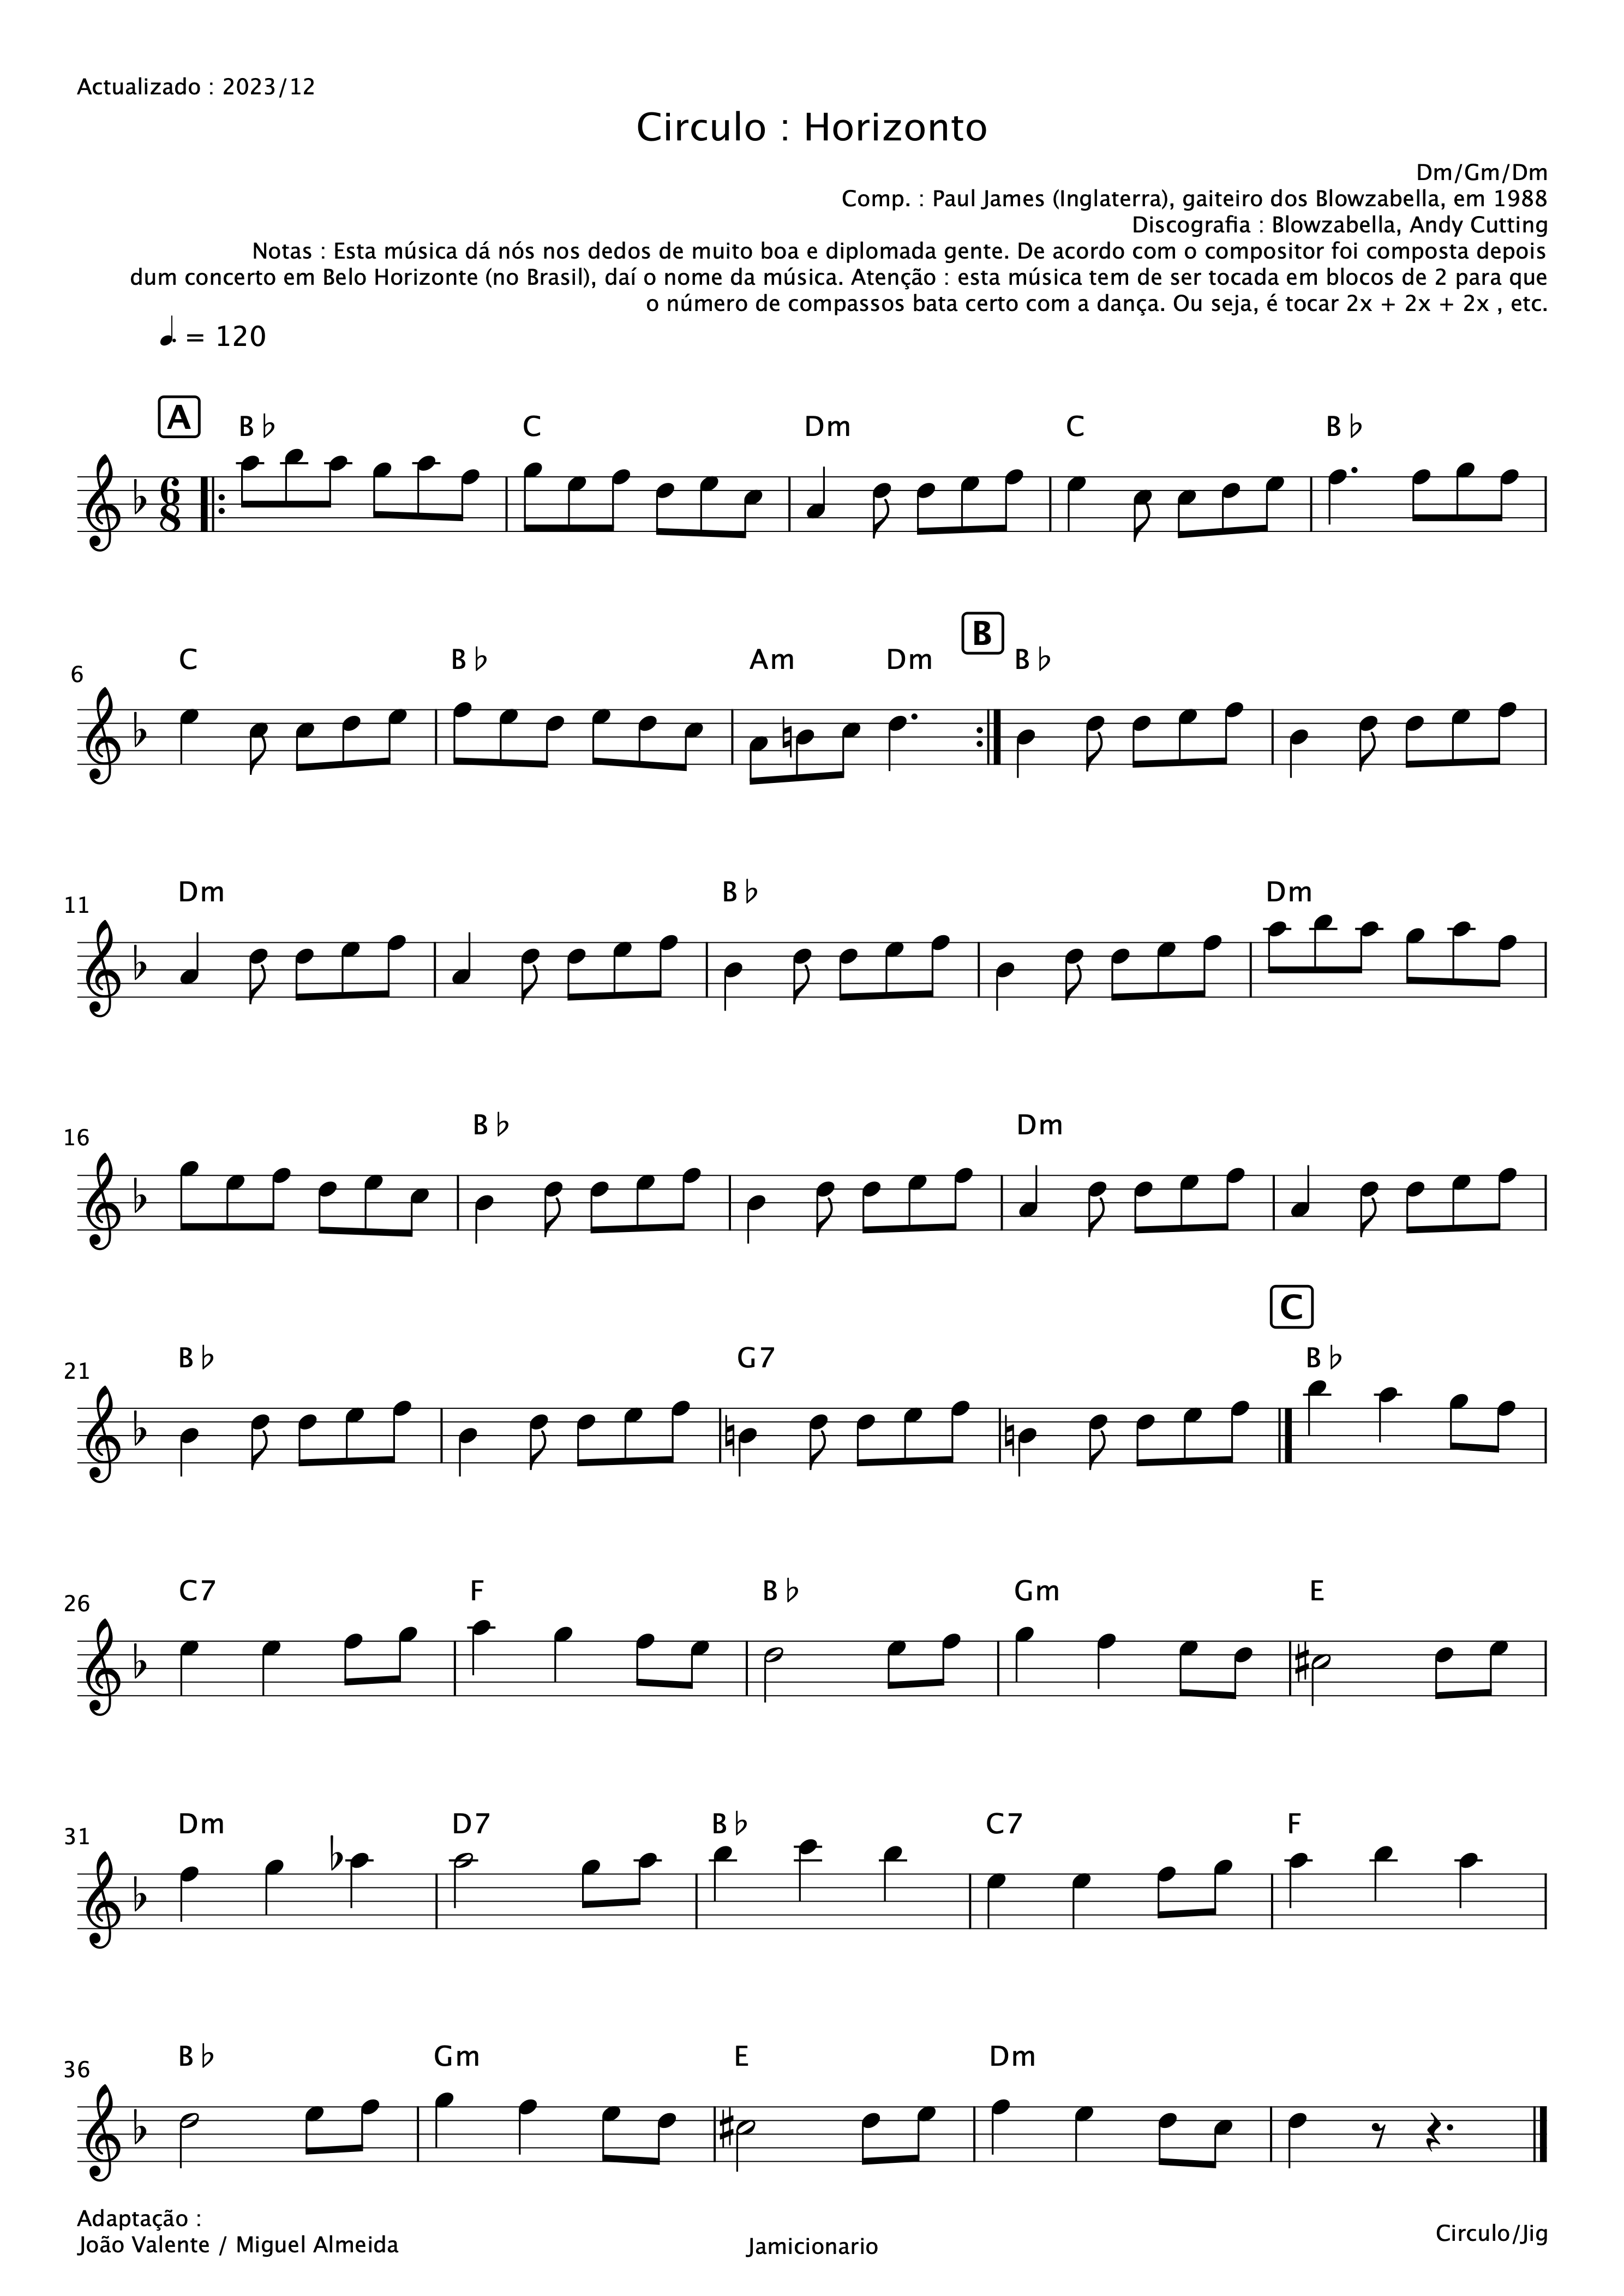 Actualizado : 2023/12
Circulo : Horizonto
Dm/Gm/Dm
Comp. : Paul James (Inglaterra), gaiteiro dos Blowzabella, em 1988
Discografia : Blowzabella, Andy Cutting
Notas : Esta música dá nós nos dedos de muito boa e diplomada gente. De acordo com o compositor foi composta depois
dum concerto em Belo Horizonte (no Brasil), daí o nome da música. Atenção : esta música tem de ser tocada em blocos de 2 para que
o número de compassos bata certo com a dança. Ou seja, é tocar 2x + 2x + 2x , etc.
♩. = 120
A
B♭ C Dm C B♭
6 8
B
C B♭ Am Dm B♭
6
Dm B♭ Dm
11
B♭ Dm
16
C
B♭ G7 B♭
21
C7 F B♭ Gm E
26
Dm D7 B♭ C7 F
31
B♭ Gm E Dm
36
Adaptação :
João Valente / Miguel Almeida
Jamicionario
Circulo/Jig